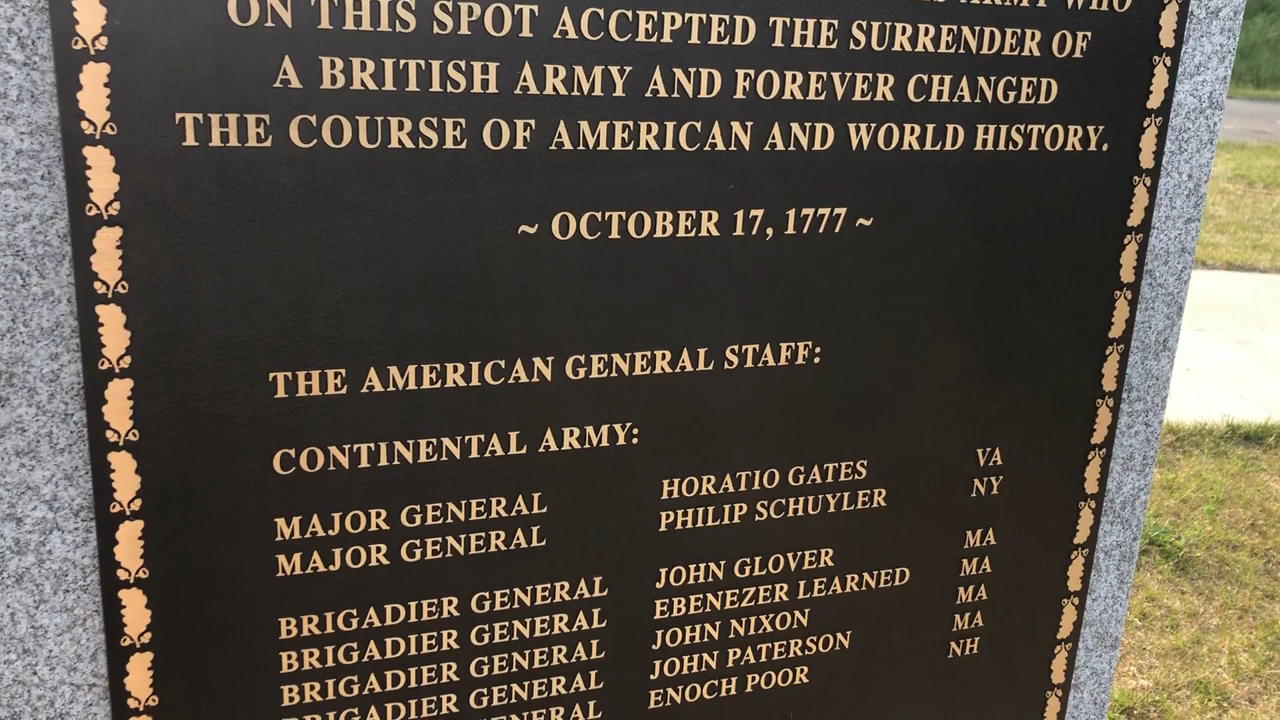 ARMY WHO
ON THIS SPOT ACCEPTED THE SURRENDER OF
A BRITISH ARMY AND FOREVER CHANGED
THE COURSE OF AMERICAN AND WORLD HISTORY.
~ OCTOBER 17, 1777 ~
THE AMERICAN GENERAL STAFF:
CONTINENTAL ARMY:
MAJOR GENERAL HORATIO GATES VA
MAJOR GENERAL PHILIP SCHUYLER NY
BRIGADIER GENERAL JOHN GLOVER MA
BRIGADIER GENERAL EBENEZER LEARNED MA
BRIGADIER GENERAL JOHN NIXON MA
BRIGADIER GENERAL JOHN PATERSON MA
GENERAL ENOCH POOR NH